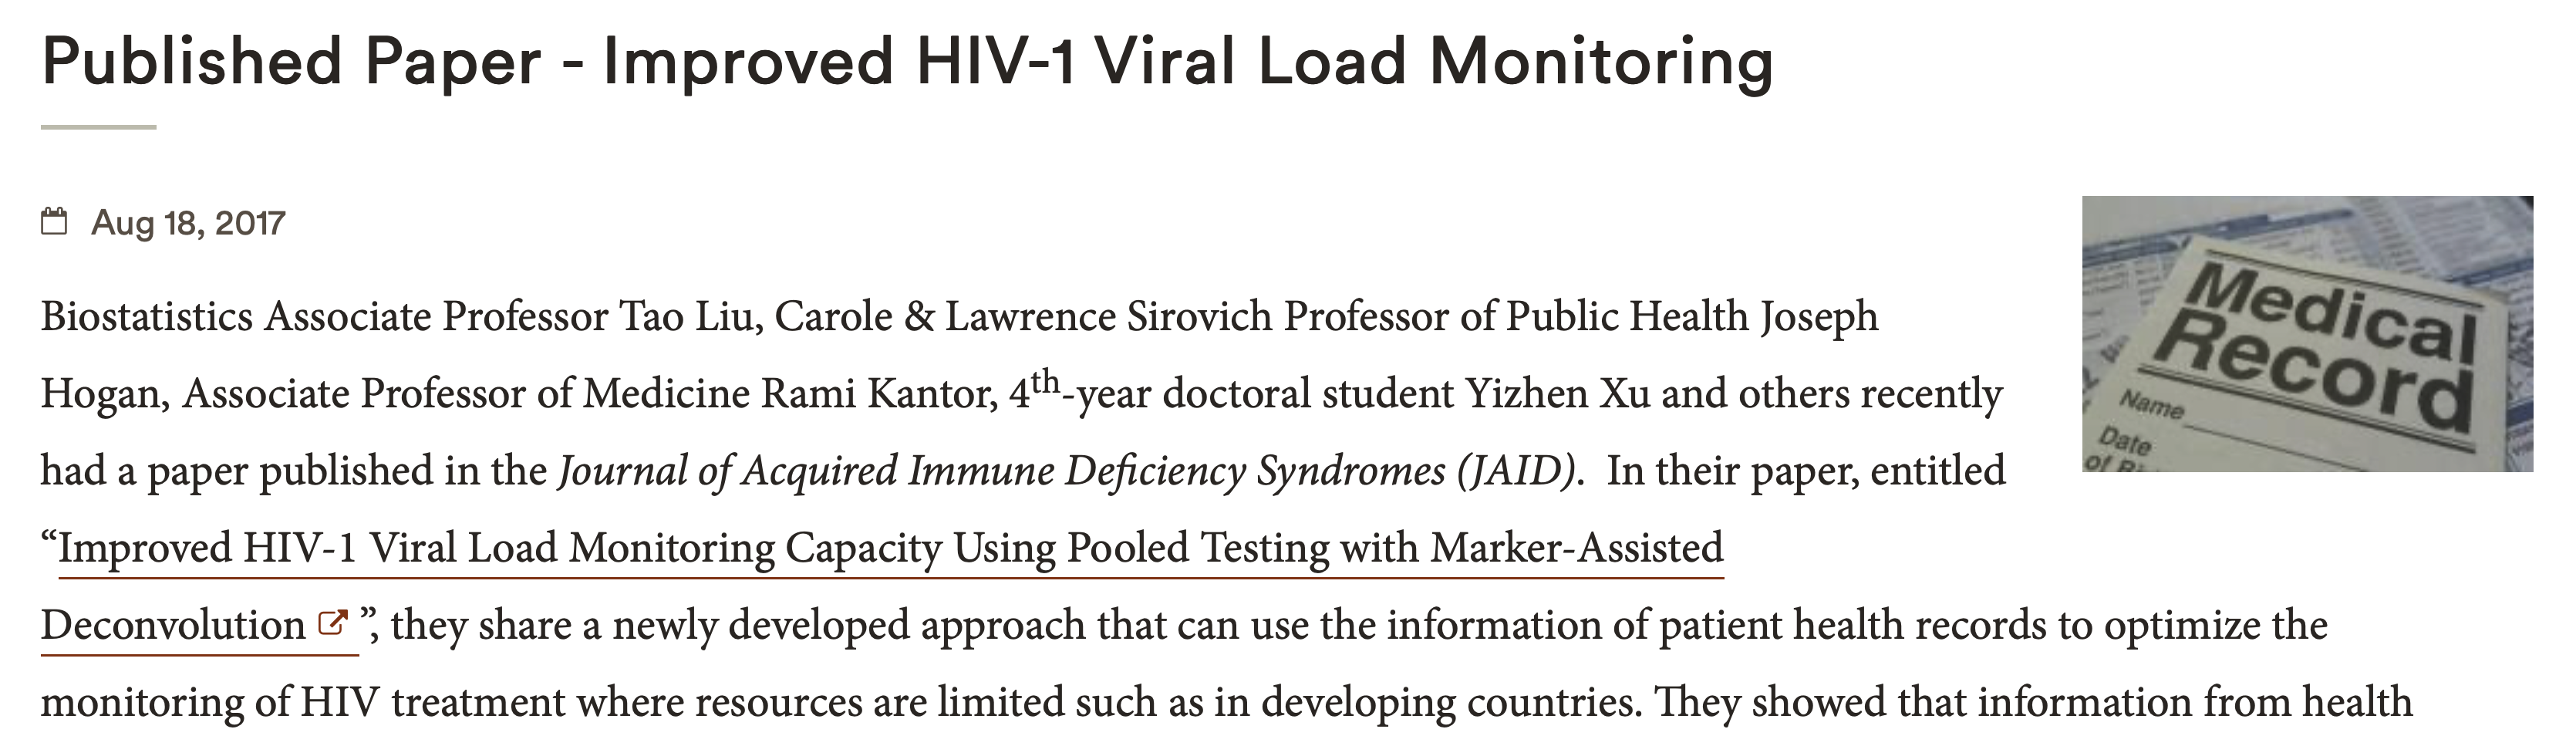 Published Paper - Improved HIV-1 Viral Load Monitoring
Aug 18, 2017
Biostatistics Associate Professor Tao Liu, Carole & Lawrence Sirovich Professor of Public Health Joseph
Hogan, Associate Professor of Medicine Rami Kantor, 4th-year doctoral student Yizhen Xu and others recently
had a paper published in the Journal of Acquired Immune Deficiency Syndromes (JAID).  In their paper, entitled
“Improved HIV-1 Viral Load Monitoring Capacity Using Pooled Testing with Marker-Assisted
Deconvolution ”, they share a newly developed approach that can use the information of patient health records to optimize the
monitoring of HIV treatment where resources are limited such as in developing countries. They showed that information from health
Medical
Record
Name
Date
of